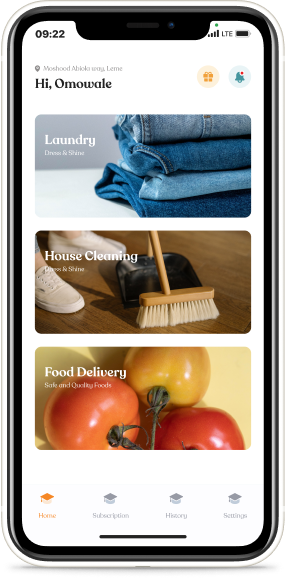 09:22
LTE
Moshood Abiola way, Leme
Hi, Omowale
Laundry
Dress & Shine
House Cleaning
Dress & Shine
Food Delivery
Safe and Quality Foods
Home
Subscription
History
Settings